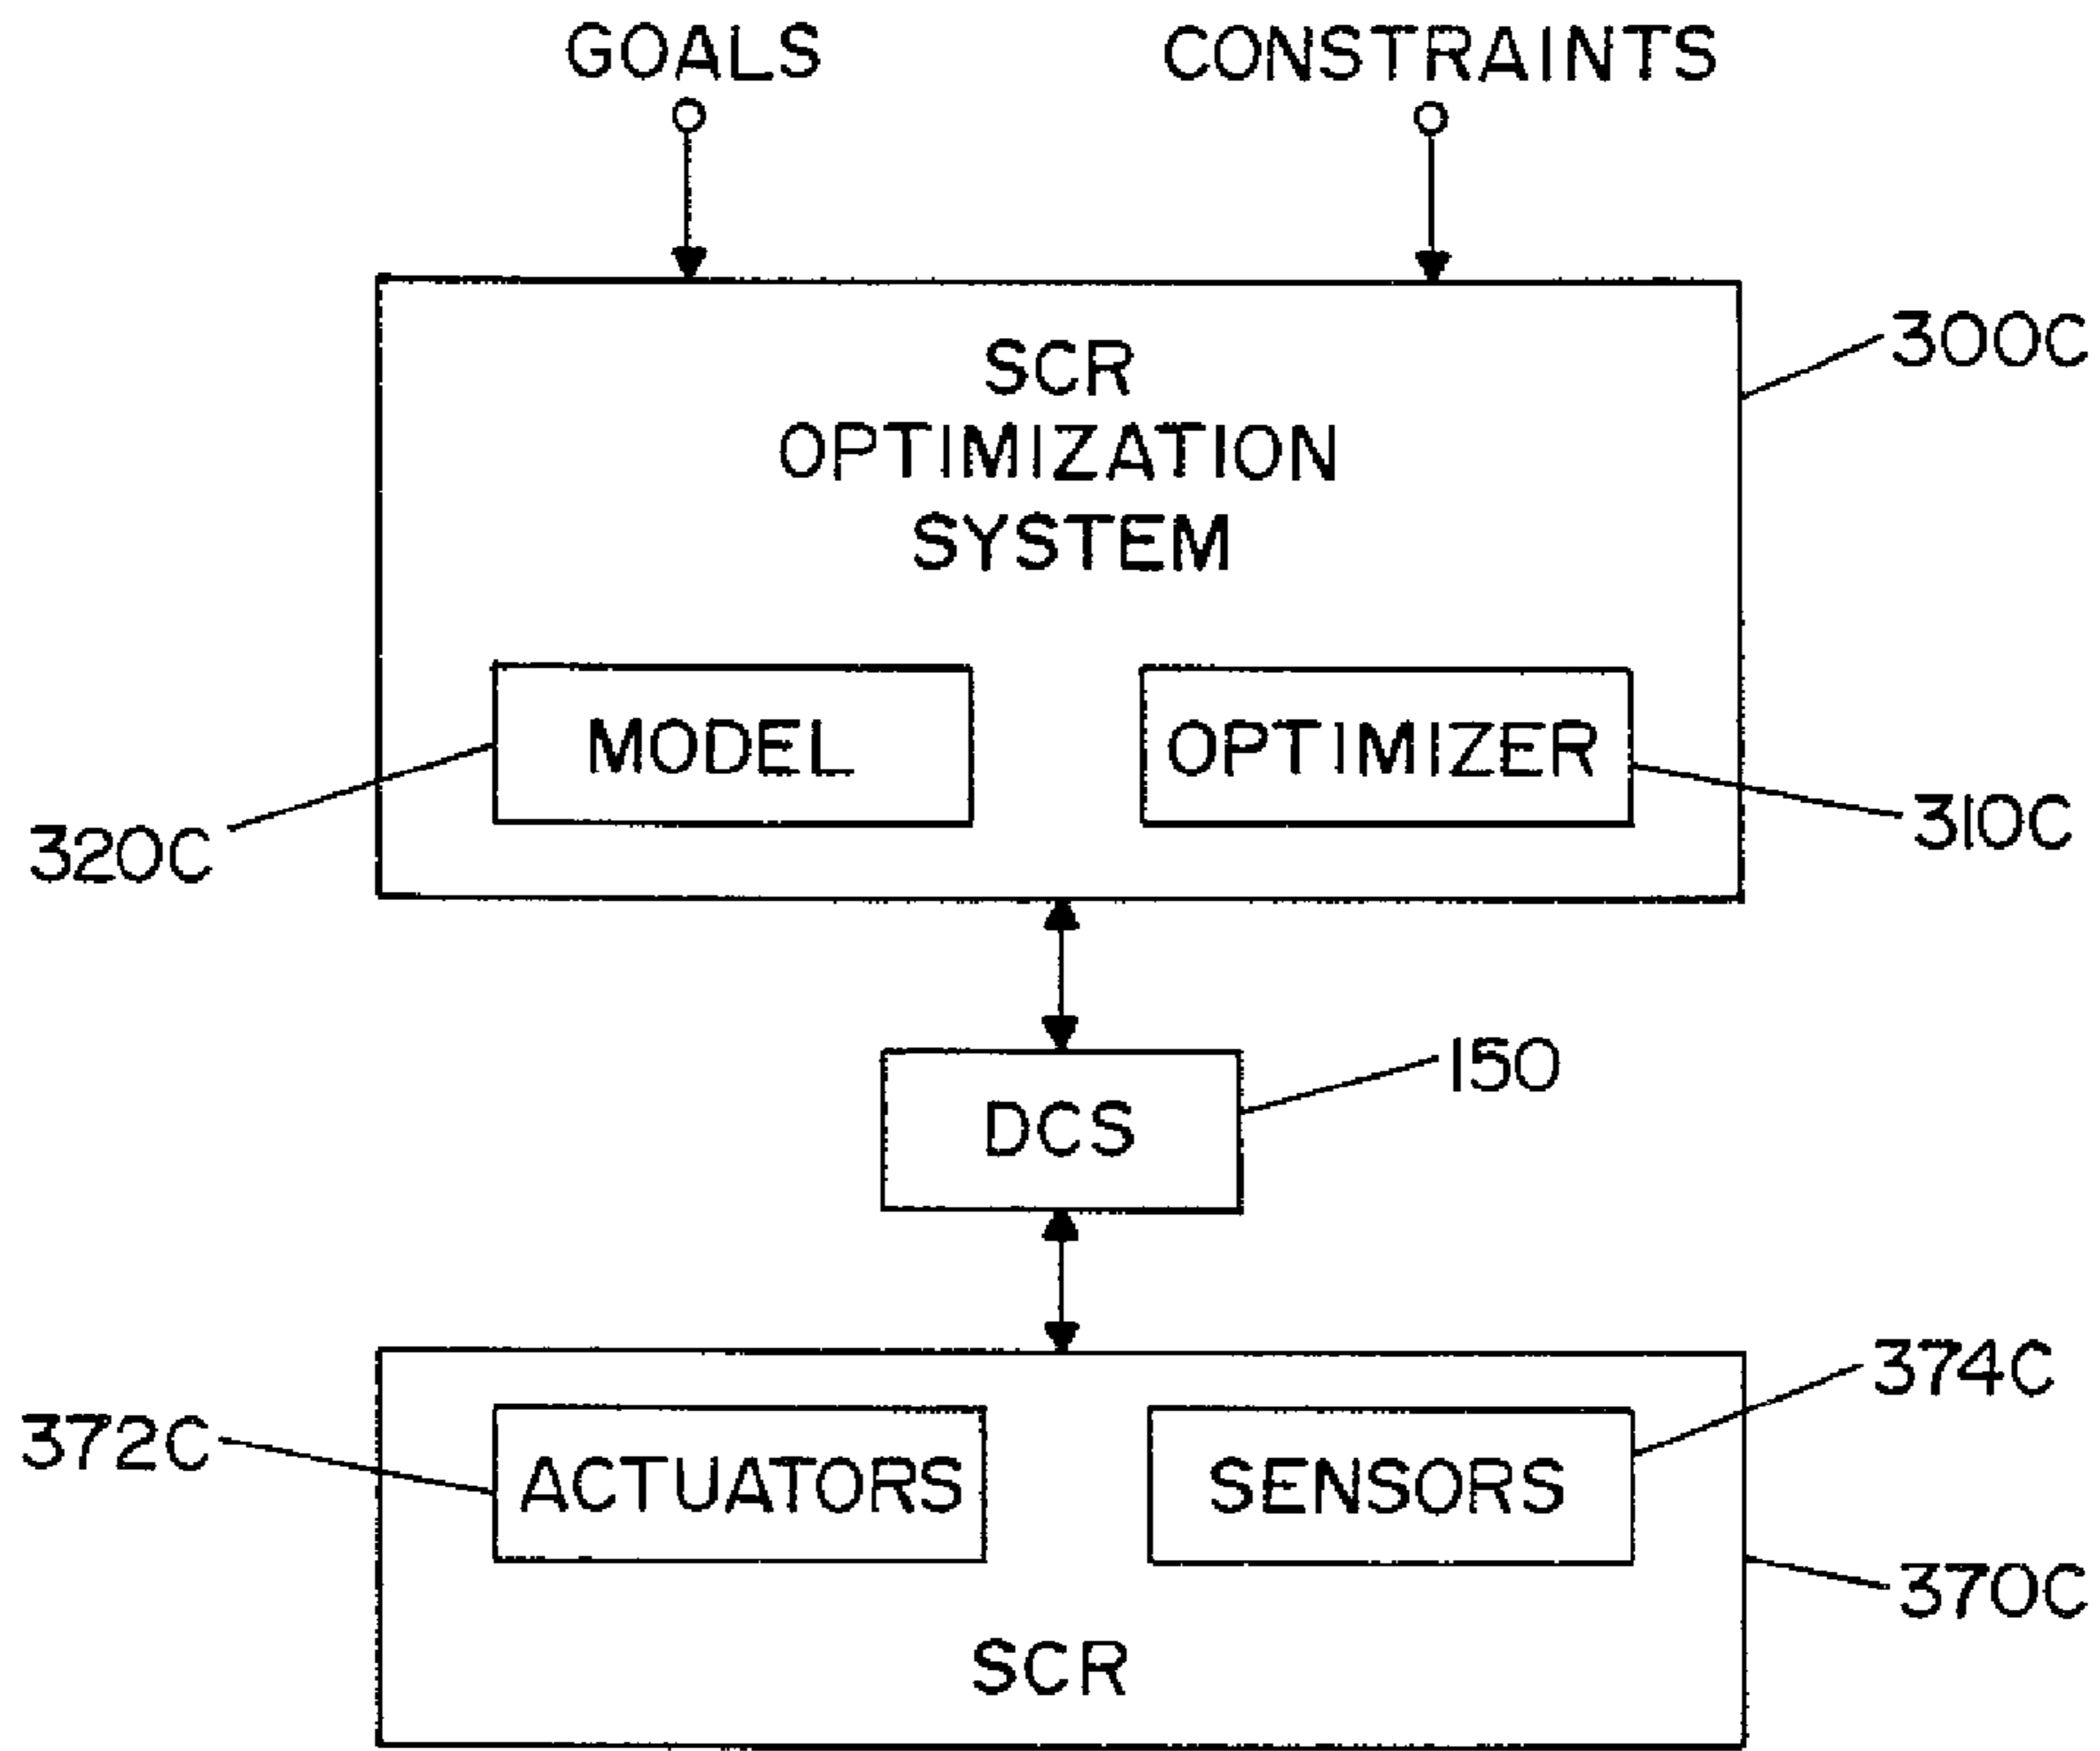 GOALS
CONSTRAINTS
SCR
OPTIMIZATION
SYSTEM
300C
MODEL
OPTIMIZER
320C
310C
DCS
150
374C
372C
ACTUATORS
SENSORS
370C
SCR